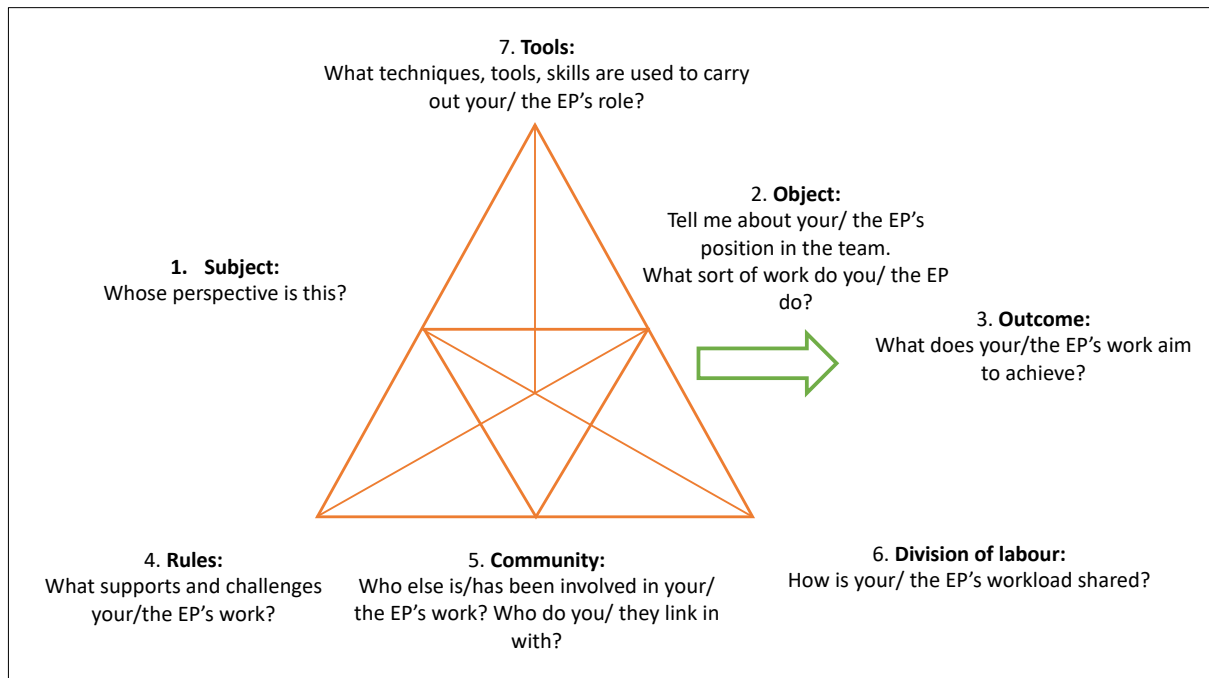 7. Tools:
What techniques, tools, skills are used to carry
out your/ the EP’s role?
2. Object:
Tell me about your/ the EP’s
position in the team.
What sort of work do you/ the EP
do?
1. Subject:
Whose perspective is this?
3. Outcome:
What does your/the EP’s work aim
to achieve?
4. Rules:
What supports and challenges
your/the EP’s work?
5. Community:
Who else is/has been involved in your/
the EP’s work? Who do you/ they link in
with?
6. Division of labour:
How is your/ the EP’s workload shared?